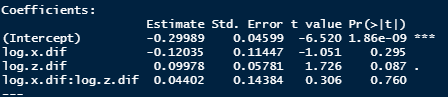 Coefficients:
Estimate Std. Error t value Pr(>|t|)
(Intercept) -0.29989 0.04599 -6.520 1.86e-09 ***
log.x.dif -0.12035 0.11447 -1.051 0.295
log.z.dif 0.09978 0.05781 1.726 0.087 .
log.x.dif:log.z.dif 0.04402 0.14384 0.306 0.760
---